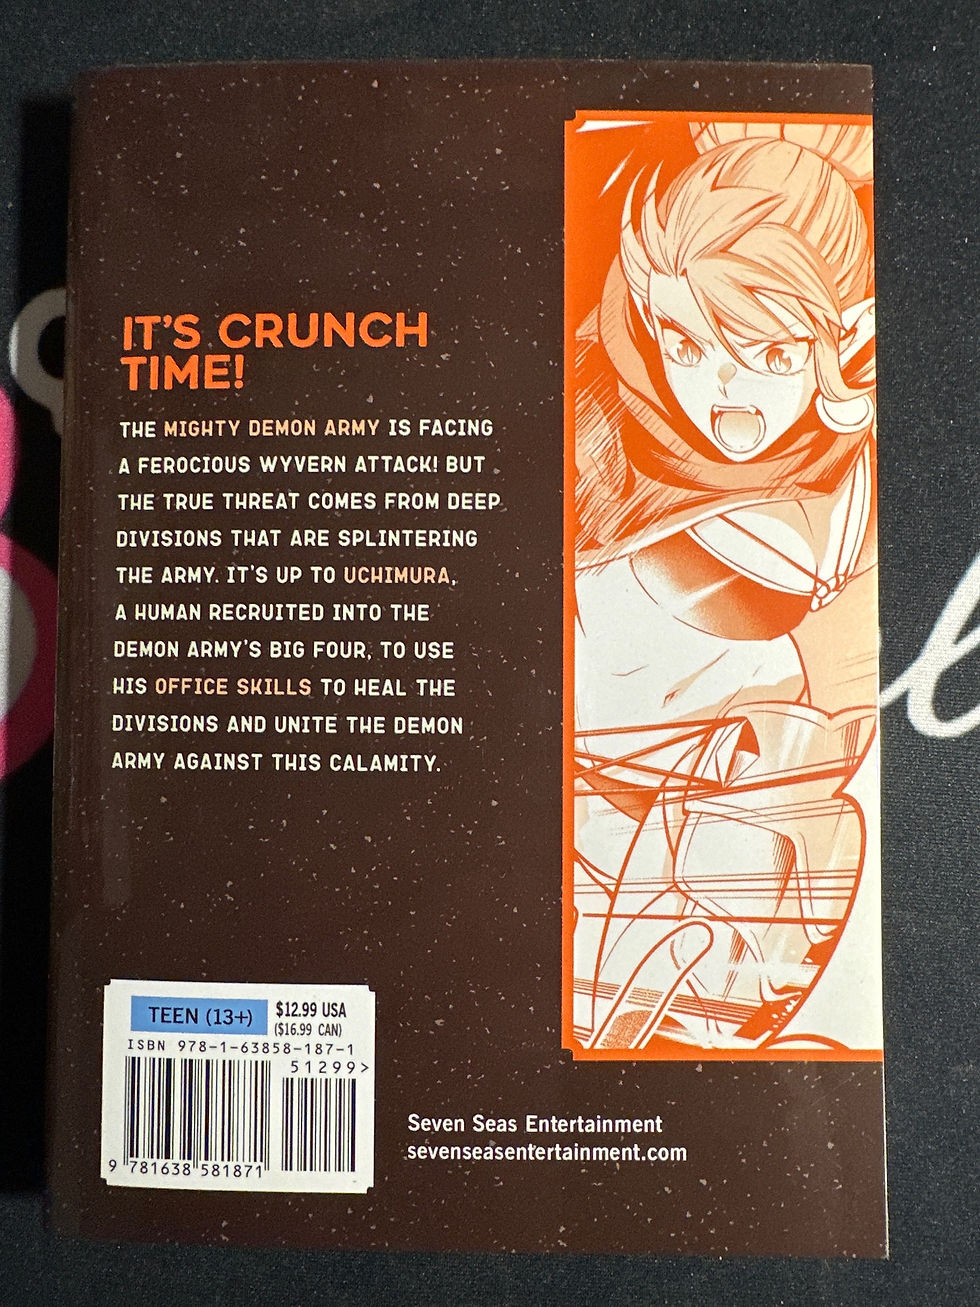 IT'S CRUNCH
TIME!
THE MIGHTY DEMON ARMY IS FACING
A FEROCIOUS WYVERN ATTACK! BUT
THE TRUE THREAT COMES FROM DEEP
DIVISIONS THAT ARE SPLINTERING
THE ARMY. IT'S UP TO UCHIMURA,
A HUMAN RECRUITED INTO THE
DEMON ARMY'S BIG FOUR, TO USE
HIS OFFICE SKILLS TO HEAL THE
DIVISIONS AND UNITE THE DEMON
ARMY AGAINST THIS CALAMITY.
TEEN (13+)
$12.99 USA
($16.99 CAN)
ISBN 978-1-63858-187-1
51299>
9 781638 581871
Seven Seas Entertainment
sevenseasentertainment.com